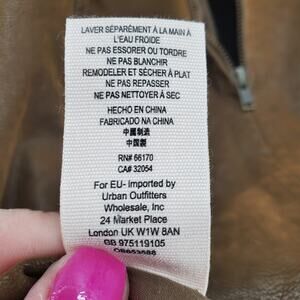 LAVER SÉPARÉMENT À LA MAIN À
L'EAU FROIDE
NE PAS ESSORER OU TORDRE
NE PAS BLANCHIR
REMODELER ET SÉCHER À PLAT
NE PAS REPASSER
NE PAS NETTOYER À SEC
HECHO EN CHINA
FABRICADO NA CHINA
中國制造
中国製
RN# 66170
CA# 32054
For EU- imported by
Urban Outfitters
Wholesale, Inc
24 Market Place
London UK W1W 8AN
GB 975119105